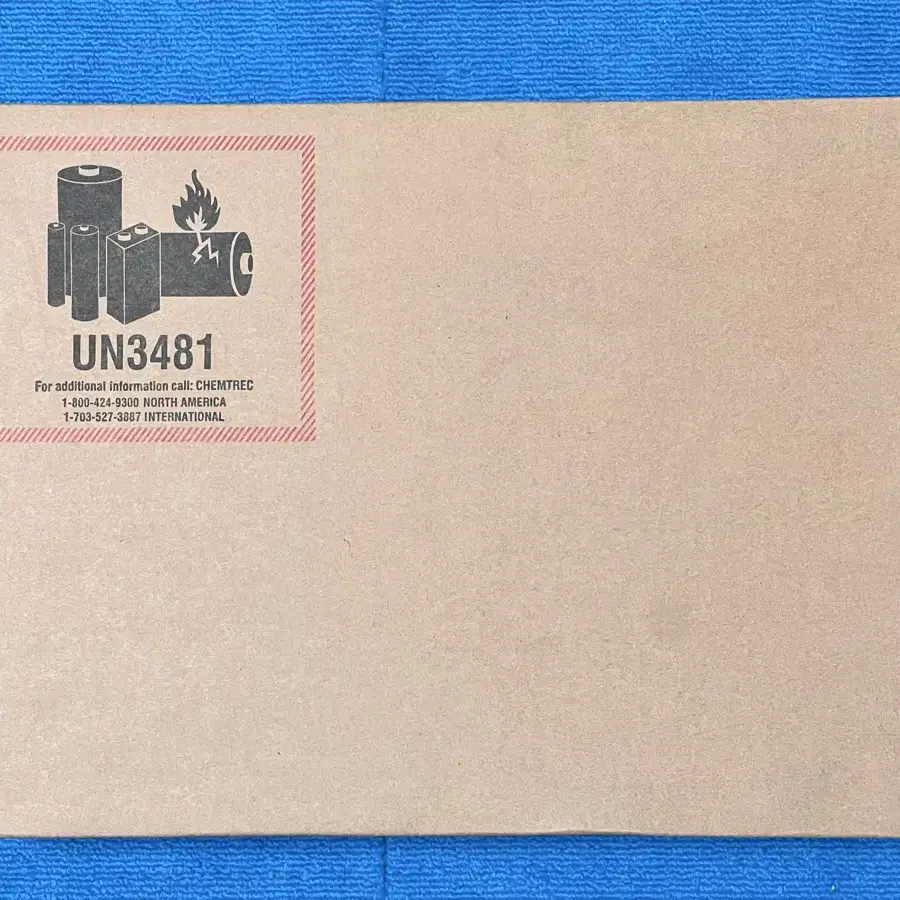 UN3481
For additional information call: CHEMTREC
1-800-424-9300 NORTH AMERICA
1-703-527-3887 INTERNATIONAL